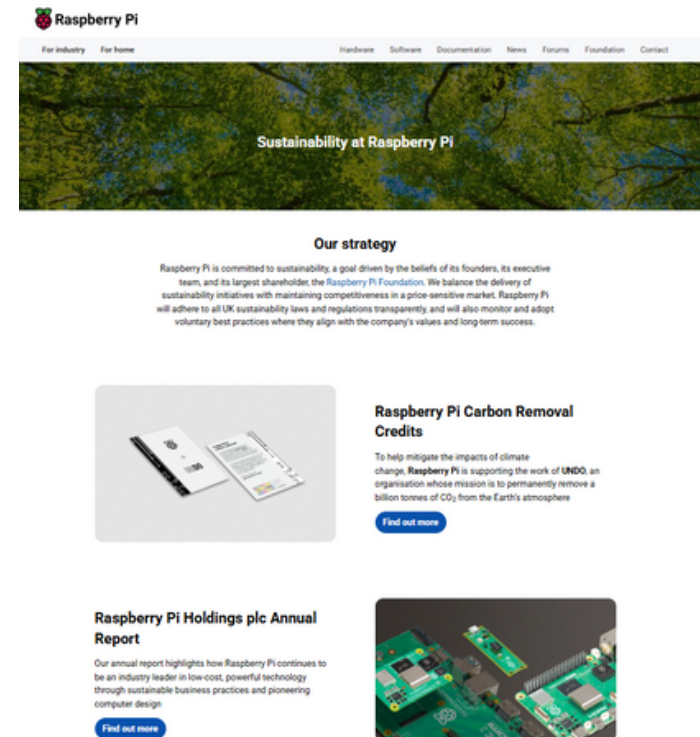 Raspberry Pi
For industry For home Hardware Software Documentation News Forums Foundation Contact
Sustainability at Raspberry Pi
Our strategy
Raspberry Pi is committed to sustainability, a goal driven by the beliefs of its founders, its executive
team, and its largest shareholder, the Raspberry Pi Foundation. We balance the delivery of
sustainability initiatives with maintaining competitiveness in a price-sensitive market. Raspberry Pi
will adhere to all UK sustainability laws and regulations transparently, and will also monitor and adopt
voluntary best practices where they align with the company's values and long-term success.
Raspberry Pi Carbon Removal
Credits
To help mitigate the impacts of climate
change, Raspberry Pi is supporting the work of UNDO, an
organisation whose mission is to permanently remove a
billion tonnes of CO₂ from the Earth's atmosphere
Find out more
Raspberry Pi Holdings plc Annual
Report
Our annual report highlights how Raspberry Pi continues to
be an industry leader in low-cost, powerful technology
through sustainable business practices and pioneering
computer design
Find out more